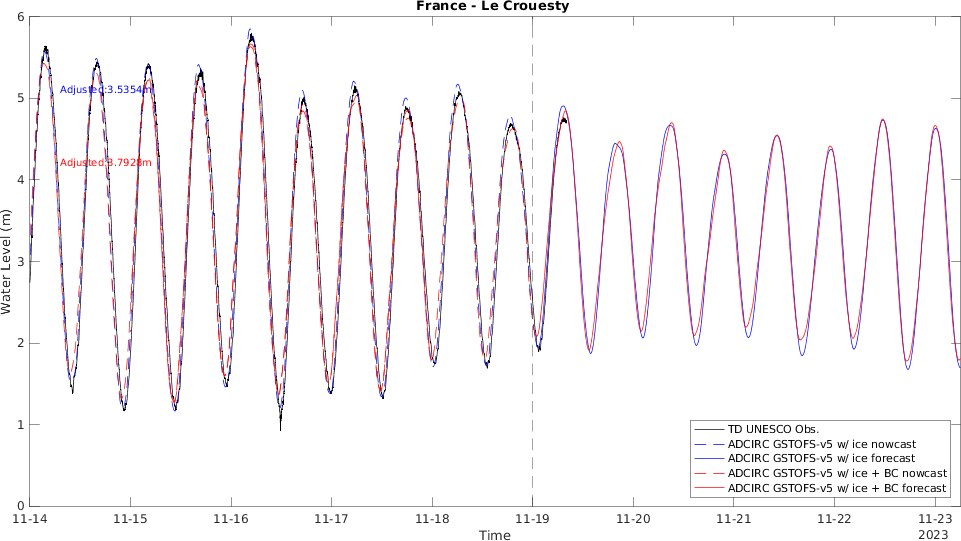 France - Le Crouesty
6
5
4
3
2
1
0
Water Level (m)
Adjusted:3.5354m
Adjusted:3.7928m
TD UNESCO Obs.
ADCIRC GSTOFS-v5 w/ ice nowcast
ADCIRC GSTOFS-v5 w/ ice forecast
ADCIRC GSTOFS-v5 w/ ice + BC nowcast
ADCIRC GSTOFS-v5 w/ ice + BC forecast
11-14 11-15 11-16 11-17 11-18 11-19 11-20 11-21 11-22 11-23
Time 2023